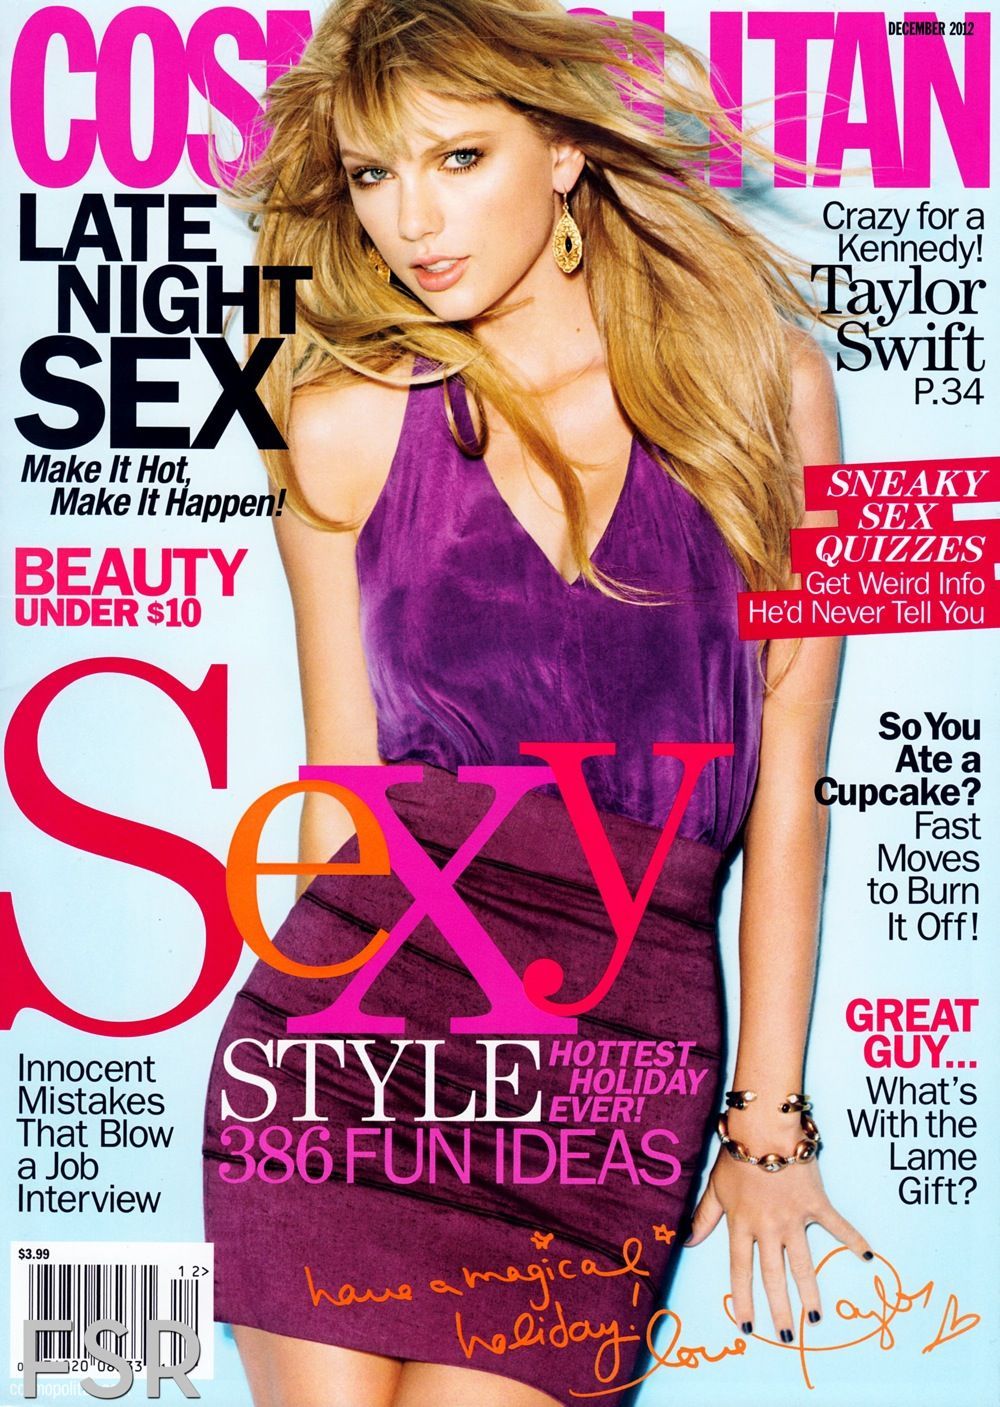 COSMOPOLITAN
DECEMBER 2012
LATE
NIGHT
SEX
Make It Hot,
Make It Happen!
BEAUTY
UNDER $10
Crazy for a
Kennedy!
Taylor
Swift
P.34
SNEAKY
SEX
QUIZZES
Get Weird Info
He'd Never Tell You
So You
Ate a
Cupcake?
Fast
Moves
to Burn
It Off!
Sexy
STYLE
HOTTEST
HOLIDAY
EVER!
386 FUN IDEAS
GREAT
GUY...
What's
With the
Lame
Gift?
Innocent
Mistakes
That Blow
a Job
Interview
have a magical
holiday!
love Taylor
$3.99
12>
FSR